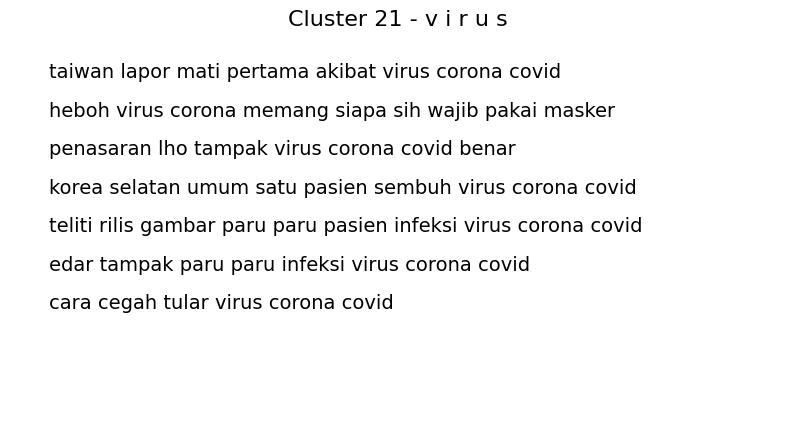 Cluster 21 - v i r u s
taiwan lapor mati pertama akibat virus corona covid
heboh virus corona memang siapa sih wajib pakai masker
penasaran lho tampak virus corona covid benar
korea selatan umum satu pasien sembuh virus corona covid
teliti rilis gambar paru paru pasien infeksi virus corona covid
edar tampak paru paru infeksi virus corona covid
cara cegah tular virus corona covid